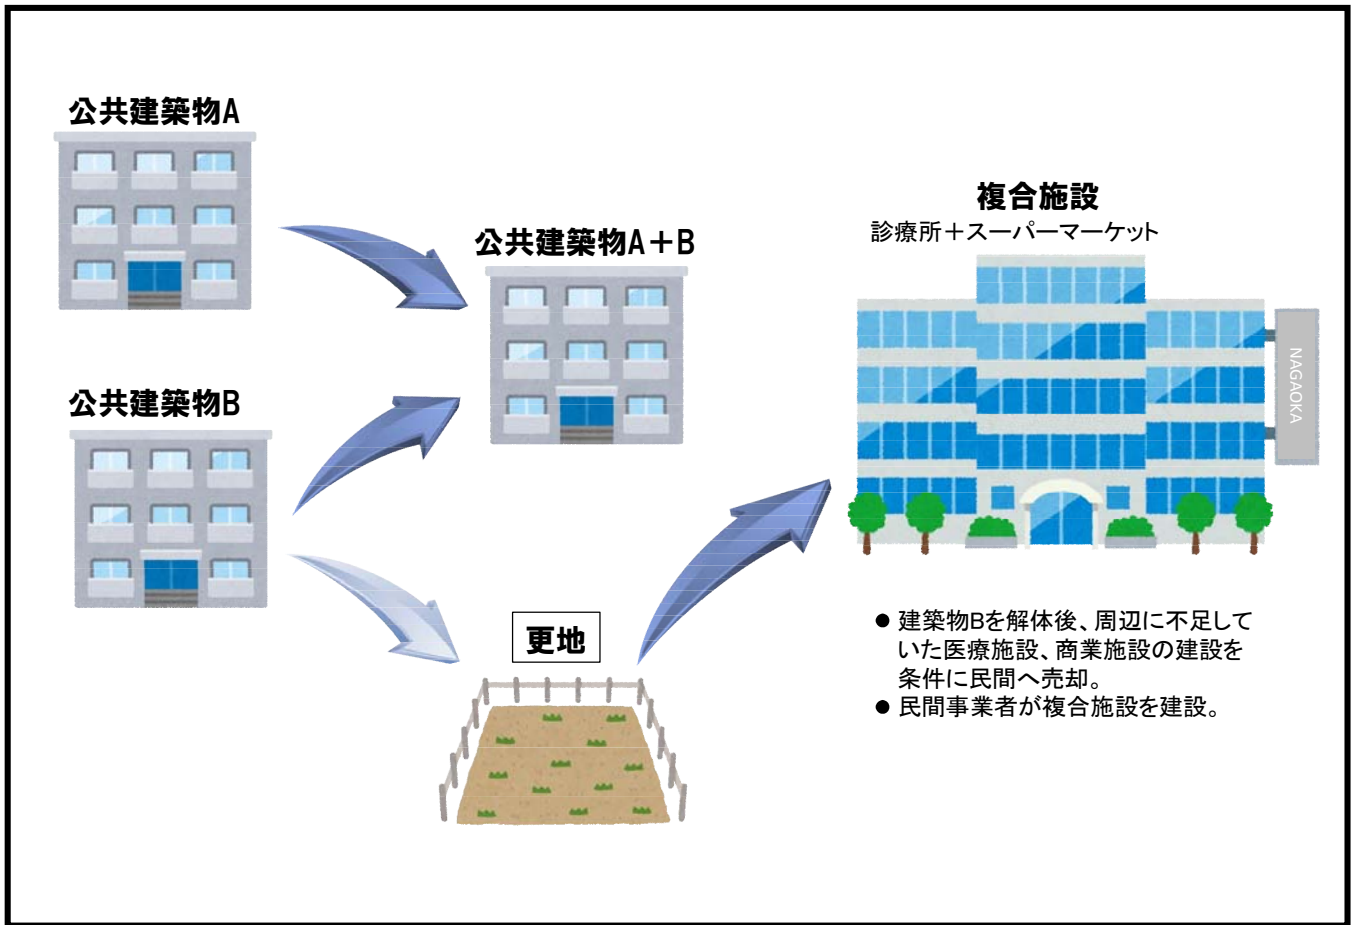 公共建築物A
公共建築物B
公共建築物A+B
更地
複合施設
診療所+スーパーマーケット
NAGAOKA
● 建築物Bを解体後、周辺に不足して
いた医療施設、商業施設の建設を
条件に民間へ売却。
● 民間事業者が複合施設を建設。